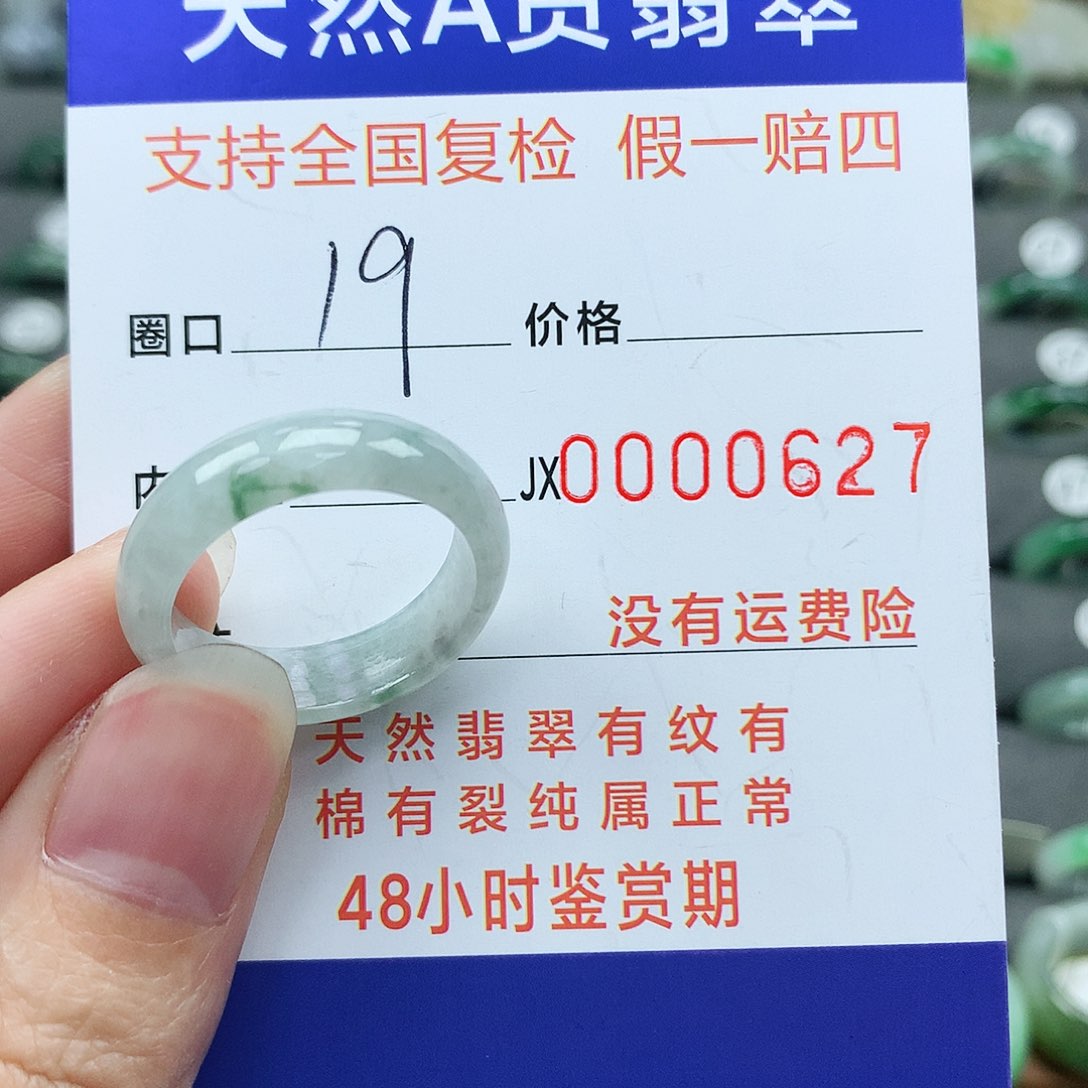 天然A货翡翠
支持全国复检 假一赔四
圈口 19 价格
内 JX0000627
没有运费险
天然翡翠有纹有
棉有裂纯属正常
48小时鉴赏期